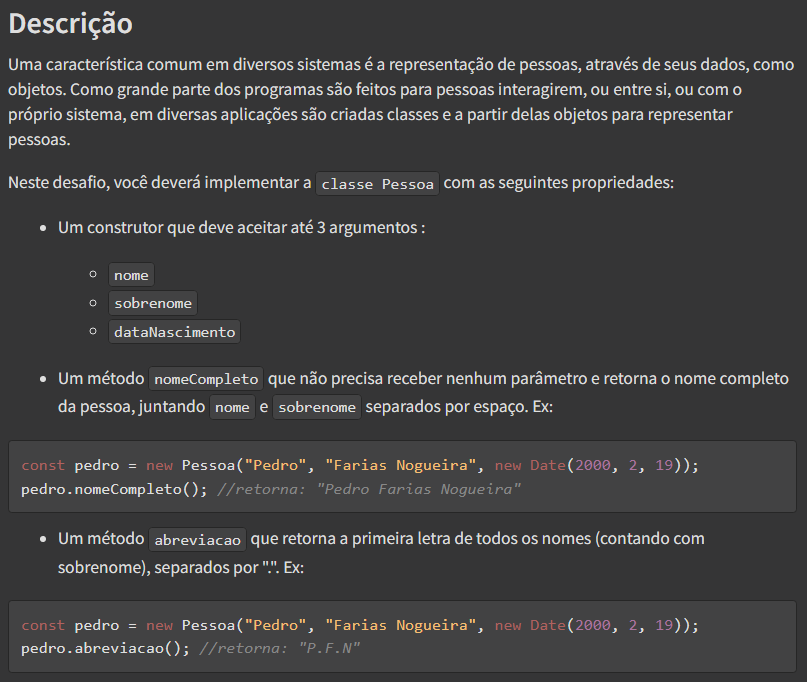 Descrição
Uma característica comum em diversos sistemas é a representação de pessoas, através de seus dados, como
objetos. Como grande parte dos programas são feitos para pessoas interagirem, ou entre si, ou com o
próprio sistema, em diversas aplicações são criadas classes e a partir delas objetos para representar
pessoas.
Neste desafio, você deverá implementar a classe Pessoa com as seguintes propriedades:
• Um construtor que deve aceitar até 3 argumentos :
○ nome
○ sobrenome
○ dataNascimento
• Um método nomeCompleto que não precisa receber nenhum parâmetro e retorna o nome completo
da pessoa, juntando nome e sobrenome separados por espaço. Ex:
const pedro = new Pessoa("Pedro", "Farias Nogueira", new Date(2000, 2, 19));
pedro.nomeCompleto(); //retorna: "Pedro Farias Nogueira"
• Um método abreviacao que retorna a primeira letra de todos os nomes (contando com
sobrenome), separados por ".". Ex:
const pedro = new Pessoa("Pedro", "Farias Nogueira", new Date(2000, 2, 19));
pedro.abreviacao(); //retorna: "P.F.N"